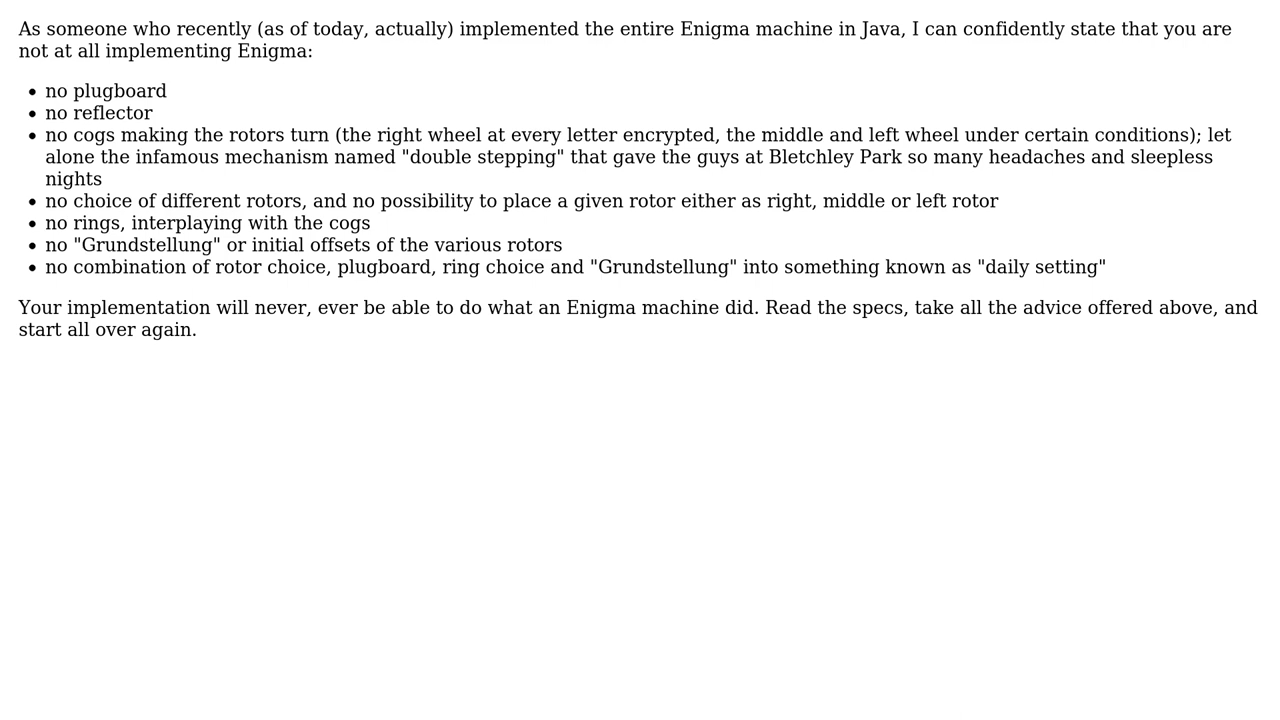 As someone who recently (as of today, actually) implemented the entire Enigma machine in Java, I can confidently state that you are
not at all implementing Enigma:
• no plugboard
• no reflector
• no cogs making the rotors turn (the right wheel at every letter encrypted, the middle and left wheel under certain conditions); let
alone the infamous mechanism named "double stepping" that gave the guys at Bletchley Park so many headaches and sleepless
nights
• no choice of different rotors, and no possibility to place a given rotor either as right, middle or left rotor
• no rings, interplaying with the cogs
• no "Grundstellung" or initial offsets of the various rotors
• no combination of rotor choice, plugboard, ring choice and "Grundstellung" into something known as "daily setting"
Your implementation will never, ever be able to do what an Enigma machine did. Read the specs, take all the advice offered above, and
start all over again.